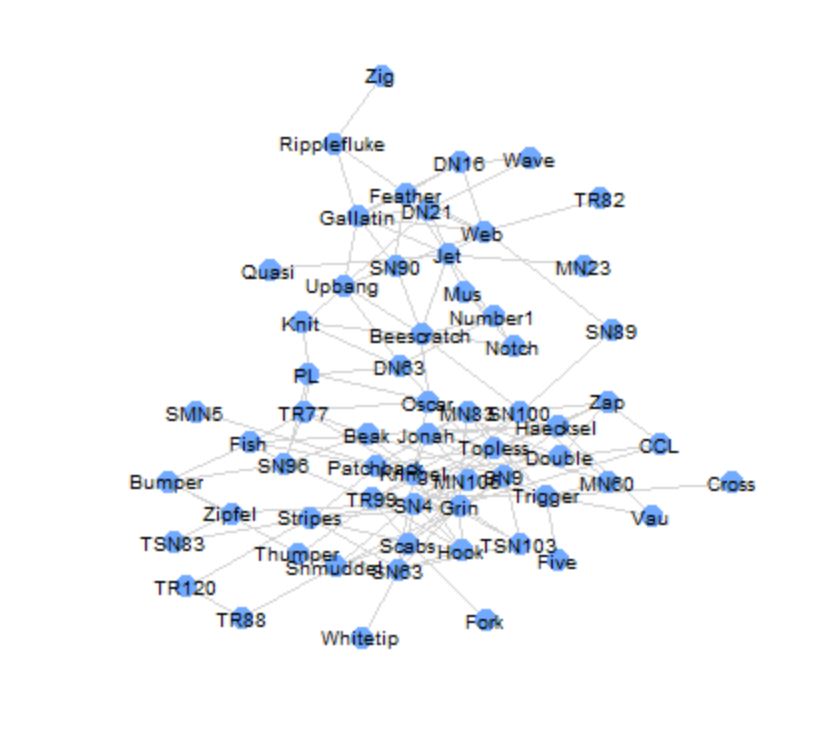 Zig
Ripplefluke
DN16
Wave
Feather
TR82
DN21
Gallatin
Web
Jet
Quasi
SN90
MN23
Upbang
Mus
Number1
Knit
SN89
Beescratch
Notch
DN63
PL
Oscar
Zap
SMN5
TR77
MN83
SN100
Haecksel
Beak
Jonah
Fish
CCL
Topless
Double
SN96
Patchback
Kringel
Bumper
MN105
SN9
MN60
Cross
Trigger
TR99
SN4
Grin
Zipfel
Stripes
Vau
TSN83
Scabs
Hook
TSN103
Thumper
Five
Shmuddel
SN63
TR120
TR88
Fork
Whitetip